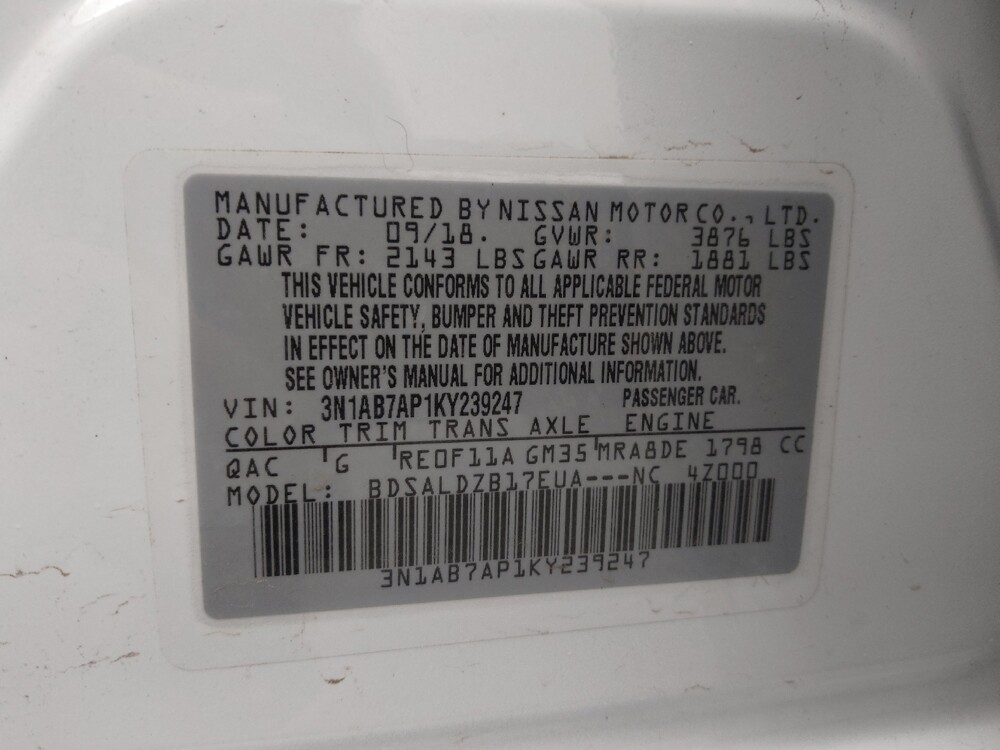 MANUFACTURED BY NISSAN MOTOR CO., LTD.
DATE: 09/18. GVWR: 3876 LBS
GAWR FR: 2143 LBS GAWR RR: 1881 LBS
THIS VEHICLE CONFORMS TO ALL APPLICABLE FEDERAL MOTOR
VEHICLE SAFETY, BUMPER AND THEFT PREVENTION STANDARDS
IN EFFECT ON THE DATE OF MANUFACTURE SHOWN ABOVE.
SEE OWNER'S MANUAL FOR ADDITIONAL INFORMATION.
VIN: 3N1AB7AP1KY239247 PASSENGER CAR.
COLOR TRIM TRANS AXLE ENGINE
QAC G RE0F11A GM35 MRA8DE 1798 CC
MODEL: BDSALDZB17EUA---NC 4Z000
3N1AB7AP1KY239247